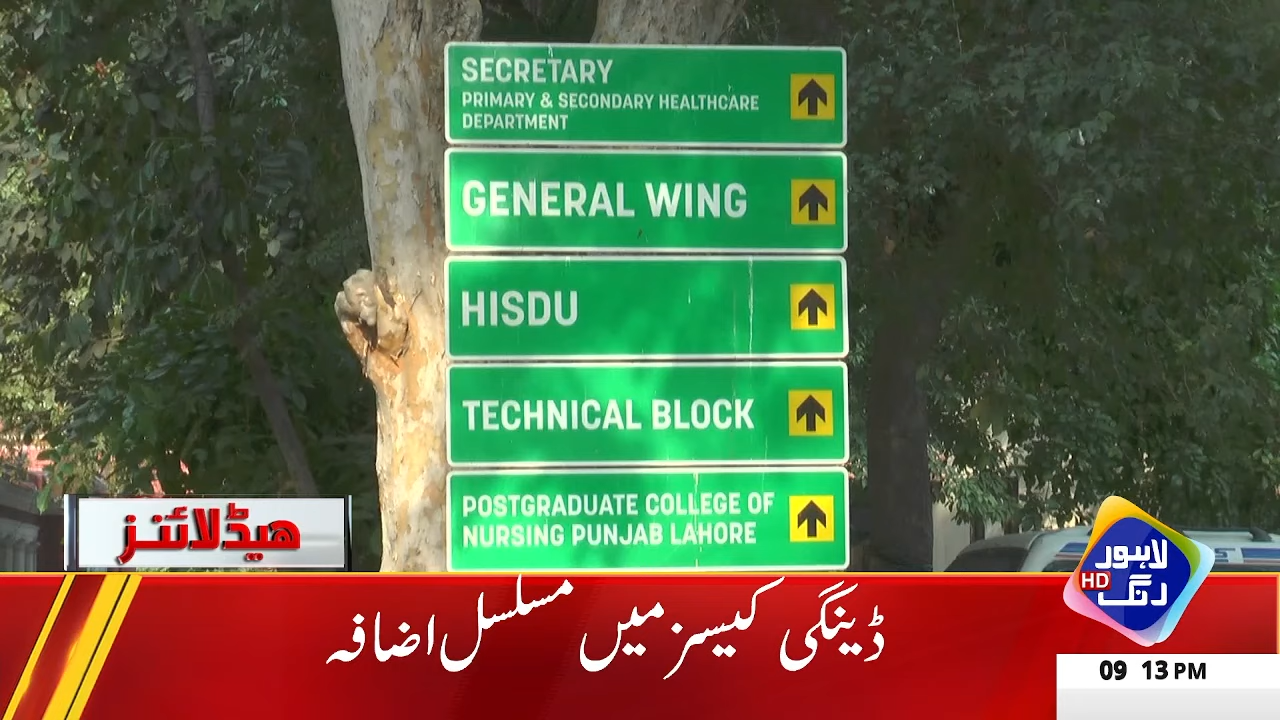 SECRETARY
PRIMARY & SECONDARY HEALTHCARE
DEPARTMENT
GENERAL WING
HISDU
TECHNICAL BLOCK
POSTGRADUATE COLLEGE OF
NURSING PUNJAB LAHORE
ہیڈلائنز
لاہور
رنگ HD
ڈینگی کیسز میں مسلسل اضافہ
09 13 PM